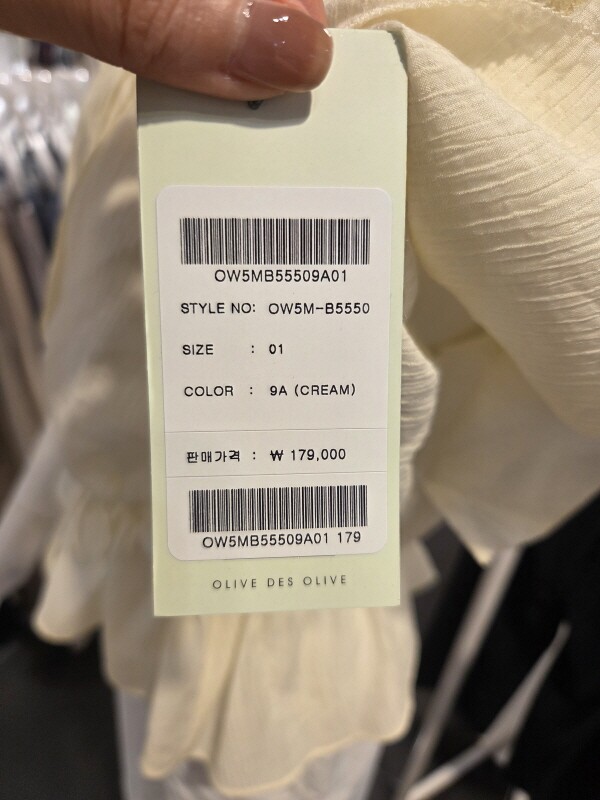 OW5MB55509A01
STYLE NO: OW5M-B5550
SIZE : 01
COLOR : 9A (CREAM)
판매가격 : ₩ 179,000
OW5MB55509A01 179
OLIVE DES OLIVE